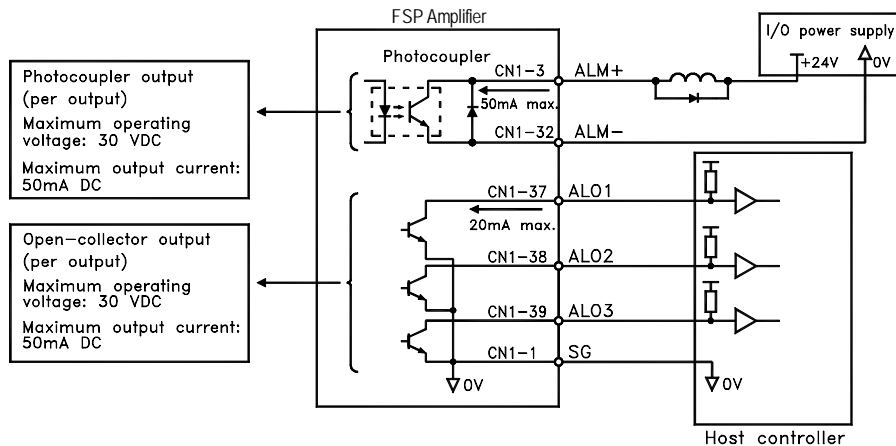 FSP Amplifier
I/O power supply
+24V
0V
Photocoupler
CN1-3
ALM+
50mA max.
CN1-32
ALM-
Photocoupler output
(per output)
Maximum operating
voltage: 30 VDC
Maximum output current:
50mA DC
CN1-37
ALO1
20mA max.
CN1-38
ALO2
CN1-39
ALO3
CN1-1
SG
0V
0V
Open-collector output
(per output)
Maximum operating
voltage: 30 VDC
Maximum output current:
50mA DC
Host controller